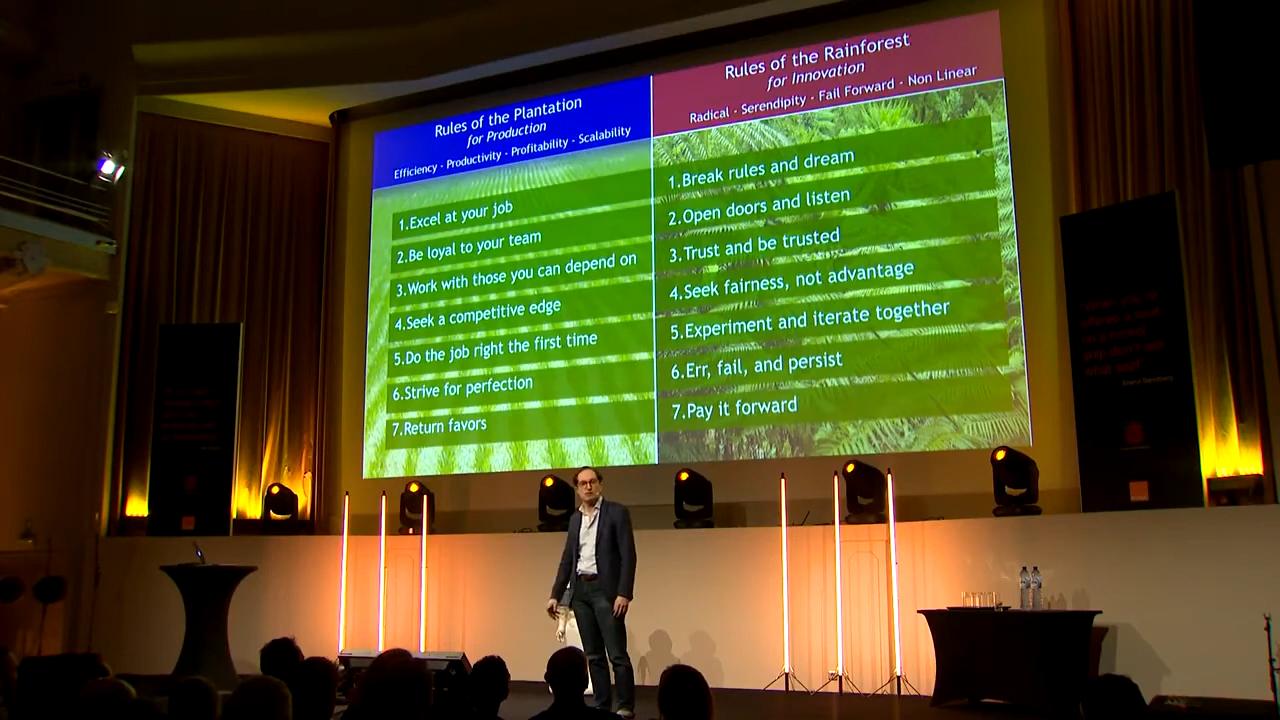 Rules of the Plantation
for Production
Efficiency - Productivity - Profitability - Scalability
1.Excel at your job
2.Be loyal to your team
3.Work with those you can depend on
4.Seek a competitive edge
5.Do the job right the first time
6.Strive for perfection
7.Return favors
Rules of the Rainforest
for Innovation
Radical - Serendipity - Fail Forward - Non Linear
1.Break rules and dream
2.Open doors and listen
3.Trust and be trusted
4.Seek fairness, not advantage
5.Experiment and iterate together
6.Err, fail, and persist
7.Pay it forward